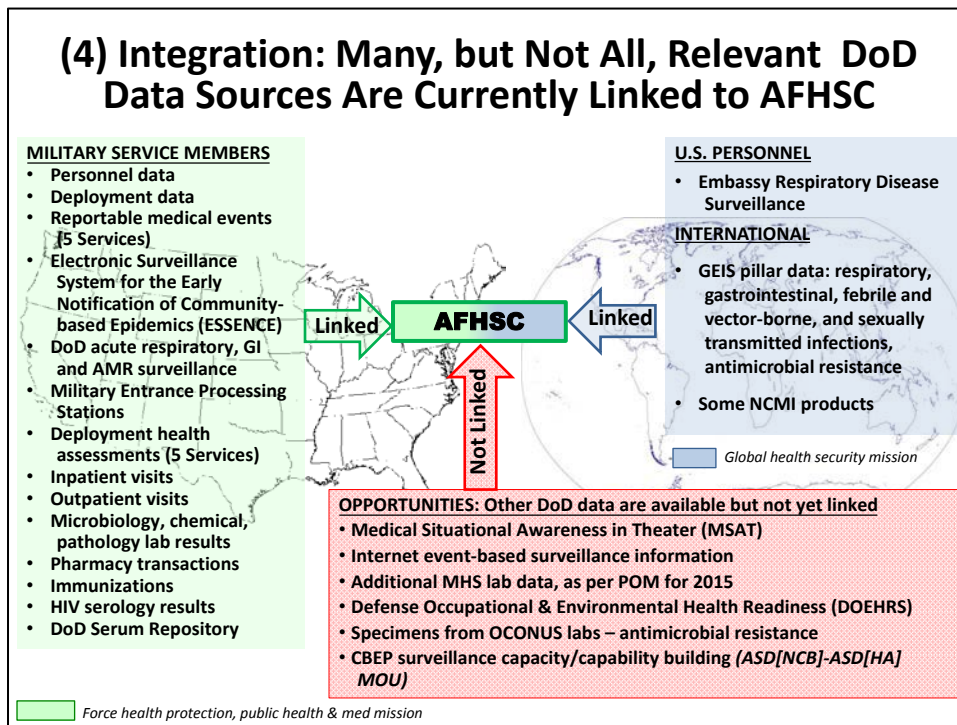 (4) Integration: Many, but Not All, Relevant DoD
Data Sources Are Currently Linked to AFHSC
MILITARY SERVICE MEMBERS
• Personnel data
• Deployment data
• Reportable medical events
(5 Services)
• Electronic Surveillance
System for the Early
Notification of Community-
based Epidemics (ESSENCE)
• DoD acute respiratory, GI
and AMR surveillance
• Military Entrance Processing
Stations
• Deployment health
assessments (5 Services)
• Inpatient visits
• Outpatient visits
• Microbiology, chemical,
pathology lab results
• Pharmacy transactions
• Immunizations
• HIV serology results
• DoD Serum Repository
Linked
AFHSC
Linked
Not Linked
U.S. PERSONNEL
• Embassy Respiratory Disease
Surveillance
INTERNATIONAL
• GEIS pillar data: respiratory,
gastrointestinal, febrile and
vector-borne, and sexually
transmitted infections,
antimicrobial resistance
• Some NCMI products
Global health security mission
OPPORTUNITIES: Other DoD data are available but not yet linked
• Medical Situational Awareness in Theater (MSAT)
• Internet event-based surveillance information
• Additional MHS lab data, as per POM for 2015
• Defense Occupational & Environmental Health Readiness (DOEHRS)
• Specimens from OCONUS labs – antimicrobial resistance
• CBEP surveillance capacity/capability building (ASD[NCB]-ASD[HA]
MOU)
Force health protection, public health & med mission